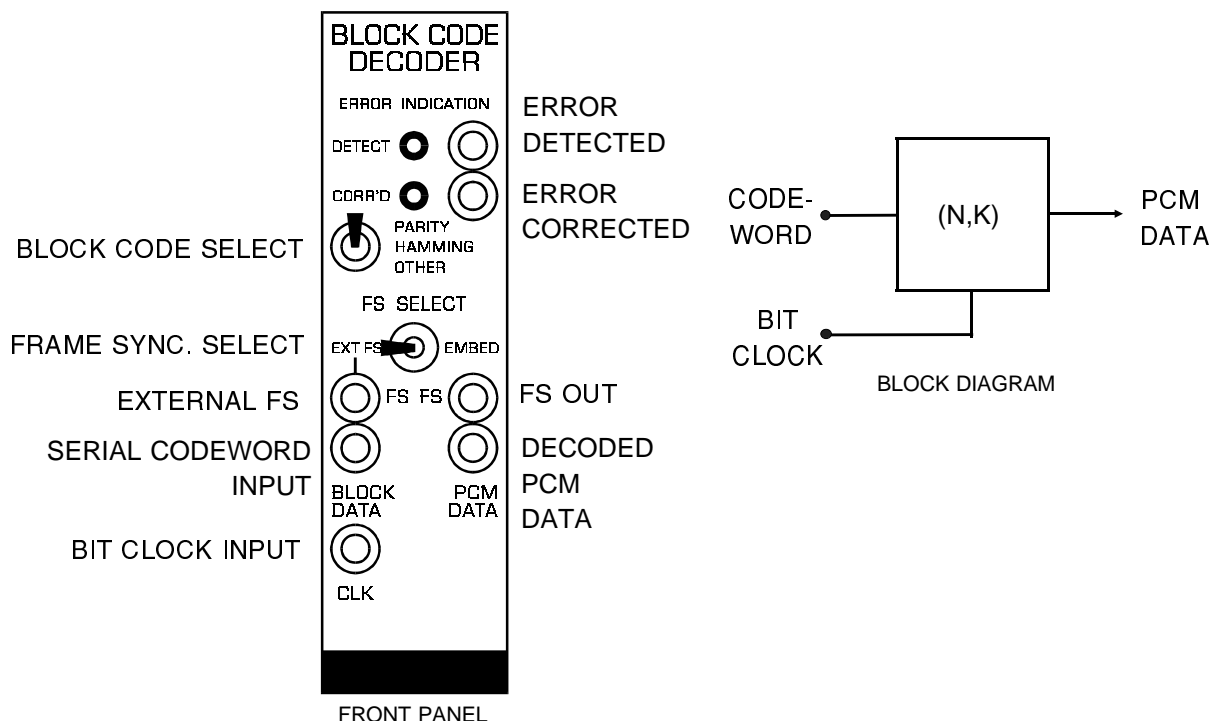 BLOCK CODE
DECODER
ERROR INDICATION
DETECT
ERROR
DETECTED
CORR'D
ERROR
CORRECTED
BLOCK CODE SELECT
PARITY
HAMMING
OTHER
FS SELECT
FRAME SYNC. SELECT
EXT FS
EMBED
EXTERNAL FS
FS FS
FS OUT
SERIAL CODEWORD
INPUT
BLOCK
DATA
PCM
DATA
DECODED
PCM
DATA
BIT CLOCK INPUT
CLK
FRONT PANEL
CODE-
WORD
(N,K)
PCM
DATA
BIT
CLOCK
BLOCK DIAGRAM